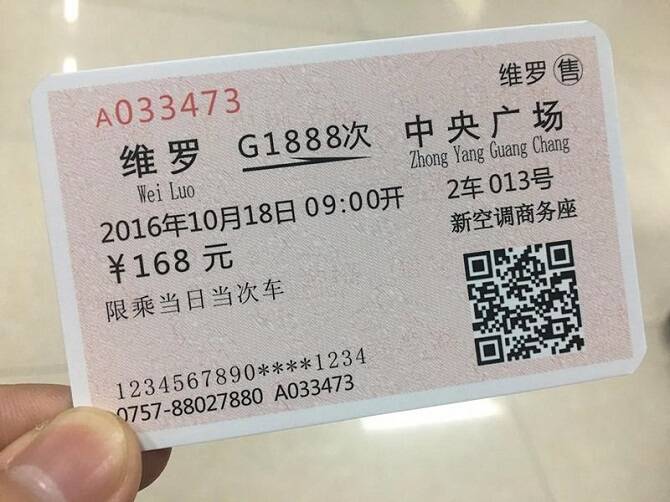 维罗 售
A033473
维罗 G1888次 中央广场
Wei Luo Zhong Yang Guang Chang
2016年10月18日 09:00开 2车 013号
¥168 元 新空调商务座
限乘当日当次车
1234567890****1234
0757-88027880 A033473